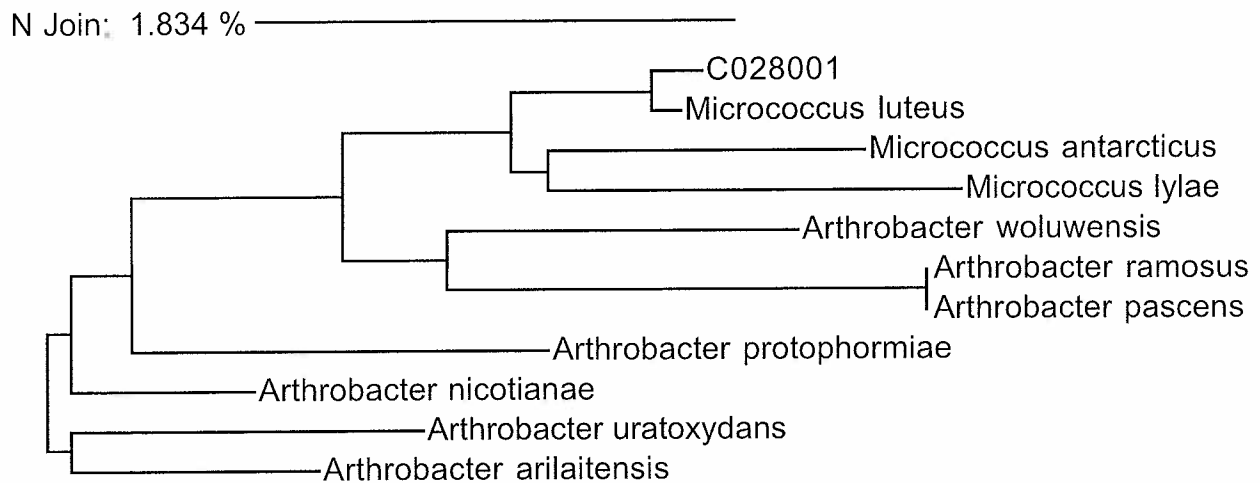 N Join: 1.834 %
C028001
Micrococcus luteus
Micrococcus antarcticus
Micrococcus lylae
Arthrobacter woluwensis
Arthrobacter ramosus
Arthrobacter pascens
Arthrobacter protophormiae
Arthrobacter nicotianae
Arthrobacter uratoxydans
Arthrobacter arilaitensis